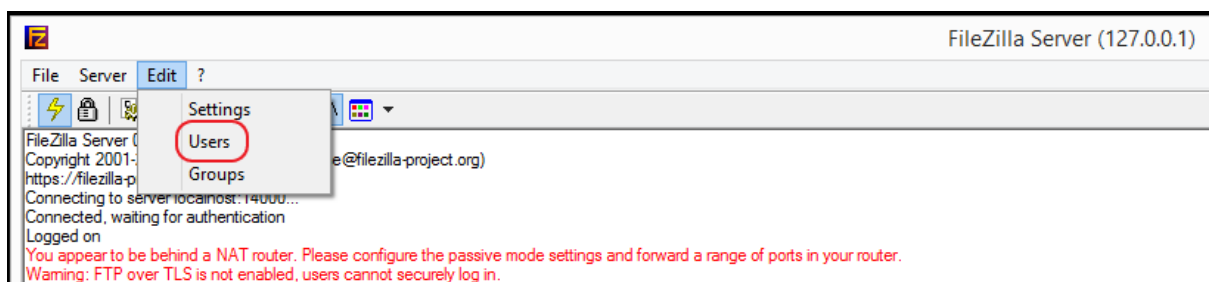 FileZilla Server (127.0.0.1)
File Server Edit ?
Settings
Users
Groups
FileZilla Server
Copyright 2001- e@filezilla-project.org)
https://filezilla-p
Connecting to server localhost:14000...
Connected, waiting for authentication
Logged on
You appear to be behind a NAT router. Please configure the passive mode settings and forward a range of ports in your router.
Warning: FTP over TLS is not enabled, users cannot securely log in.